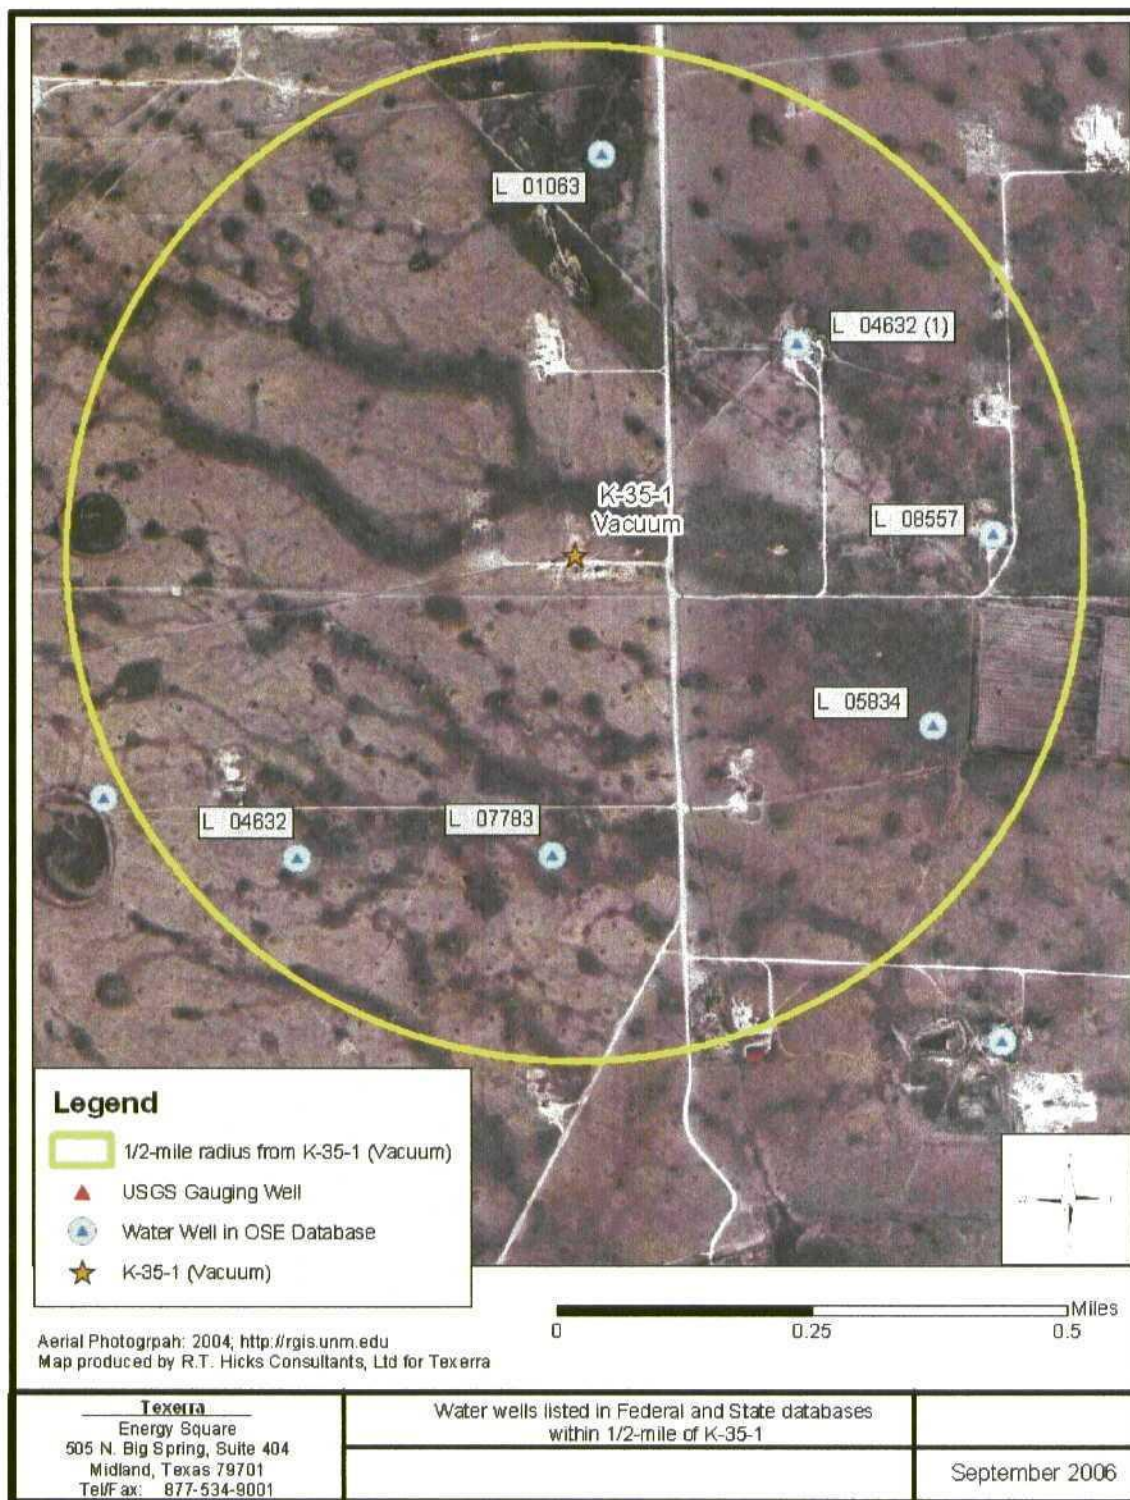 L 01063
L 04632 (1)
K-35-1
Vacuum
L 08557
L 05834
L 04632
L 07783
Legend
1/2-mile radius from K-35-1 (Vacuum)
USGS Gauging Well
Water Well in OSE Database
K-35-1 (Vacuum)
Miles
0 0.25 0.5
Aerial Photogrpah: 2004; http://rgis.unm.edu
Map produced by R.T. Hicks Consultants, Ltd for Texerra
Texerra
Energy Square
505 N. Big Spring, Suite 404
Midland, Texas 79701
Tel/Fax: 877-534-9001
Water wells listed in Federal and State databases
within 1/2-mile of K-35-1
September 2006